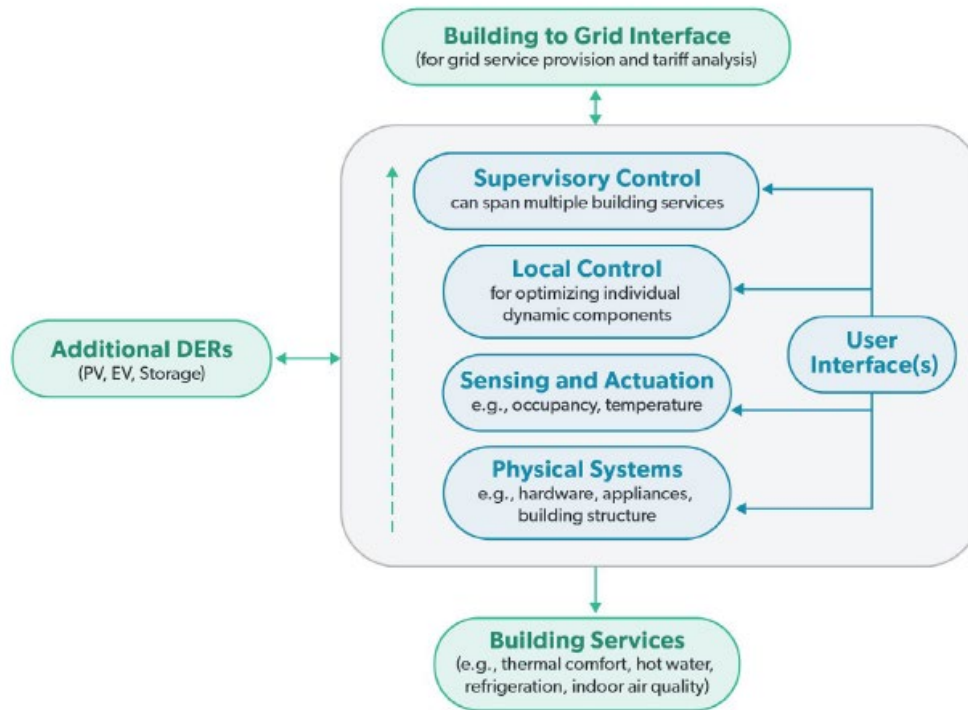 Building to Grid Interface
(for grid service provision and tariff analysis)
Supervisory Control
can span multiple building services
Local Control
for optimizing individual
dynamic components
Additional DERs
(PV, EV, Storage)
User
Interface(s)
Sensing and Actuation
e.g., occupancy, temperature
Physical Systems
e.g., hardware, appliances,
building structure
Building Services
(e.g., thermal comfort, hot water,
refrigeration, indoor air quality)